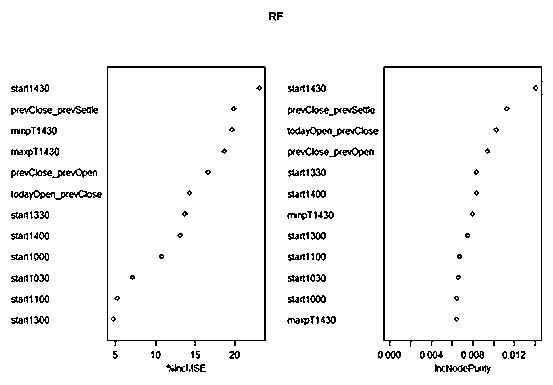 RF
start1430
prevClose_prevSettle
minpT1430
maxpT1430
prevClose_prevOpen
todayOpen_prevClose
start1330
start1400
start1000
start1030
start1100
start1300
5 10 15 20
%IncMSE
start1430
prevClose_prevSettle
todayOpen_prevClose
prevClose_prevOpen
start1330
start1400
minpT1430
start1300
start1100
start1030
start1000
maxpT1430
0.000 0.004 0.008 0.012
IncNodePurity